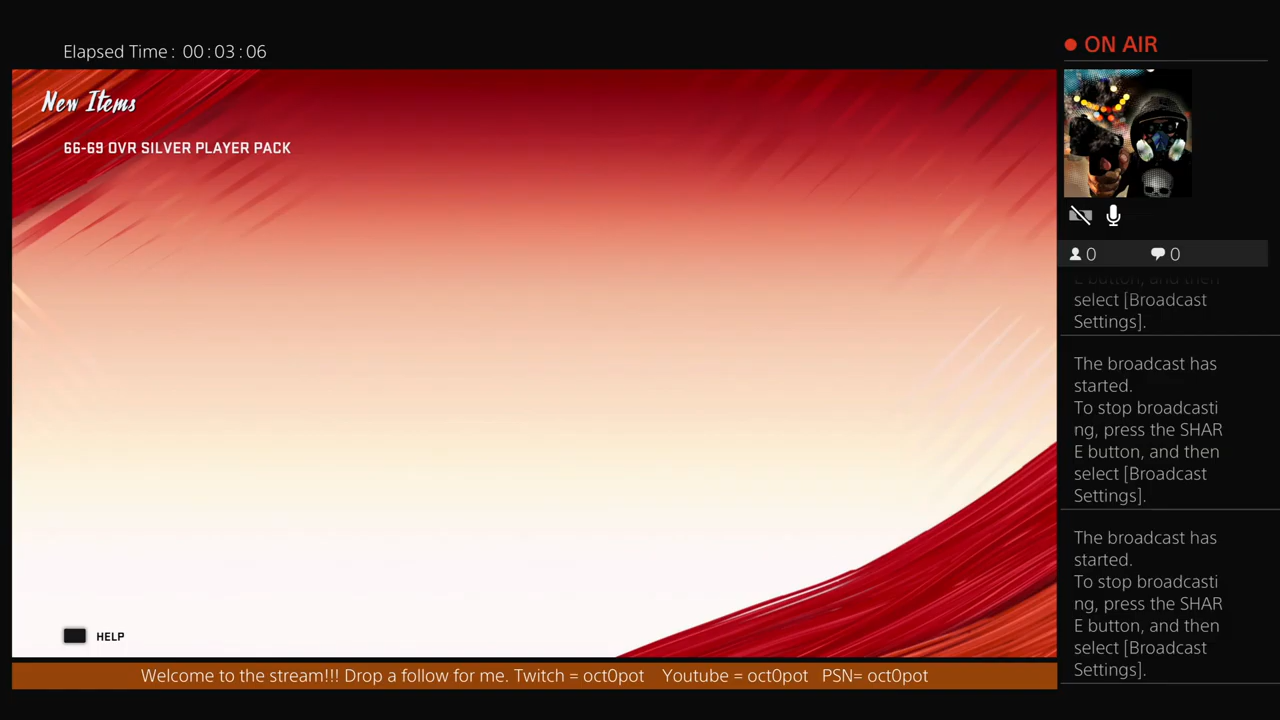 Elapsed Time : 00:03:06
ON AIR
New Items
66-69 OVR SILVER PLAYER PACK
0 0
E button, and then
select [Broadcast
Settings].
The broadcast has
started.
To stop broadcasti
ng, press the SHAR
E button, and then
select [Broadcast
Settings].
The broadcast has
started.
To stop broadcasti
ng, press the SHAR
E button, and then
select [Broadcast
Settings].
HELP
Welcome to the stream!!! Drop a follow for me. Twitch = oct0pot Youtube = oct0pot PSN= oct0pot